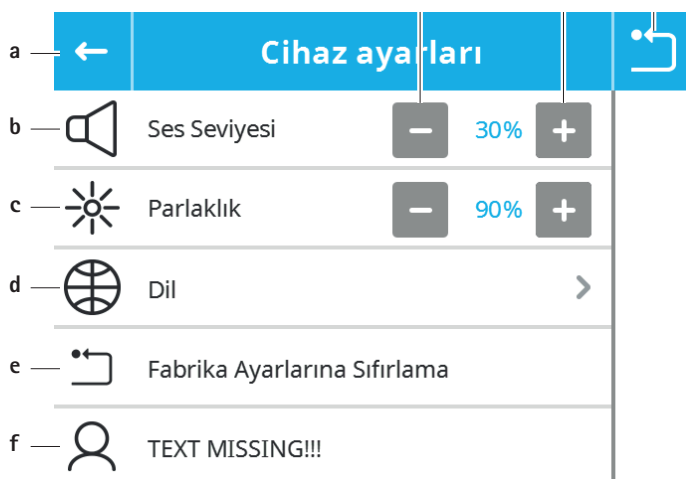 a Cihaz ayarları
b Ses Seviyesi − 30% +
c Parlaklık − 90% +
d Dil
e Fabrika Ayarlarına Sıfırlama
f TEXT MISSING!!!